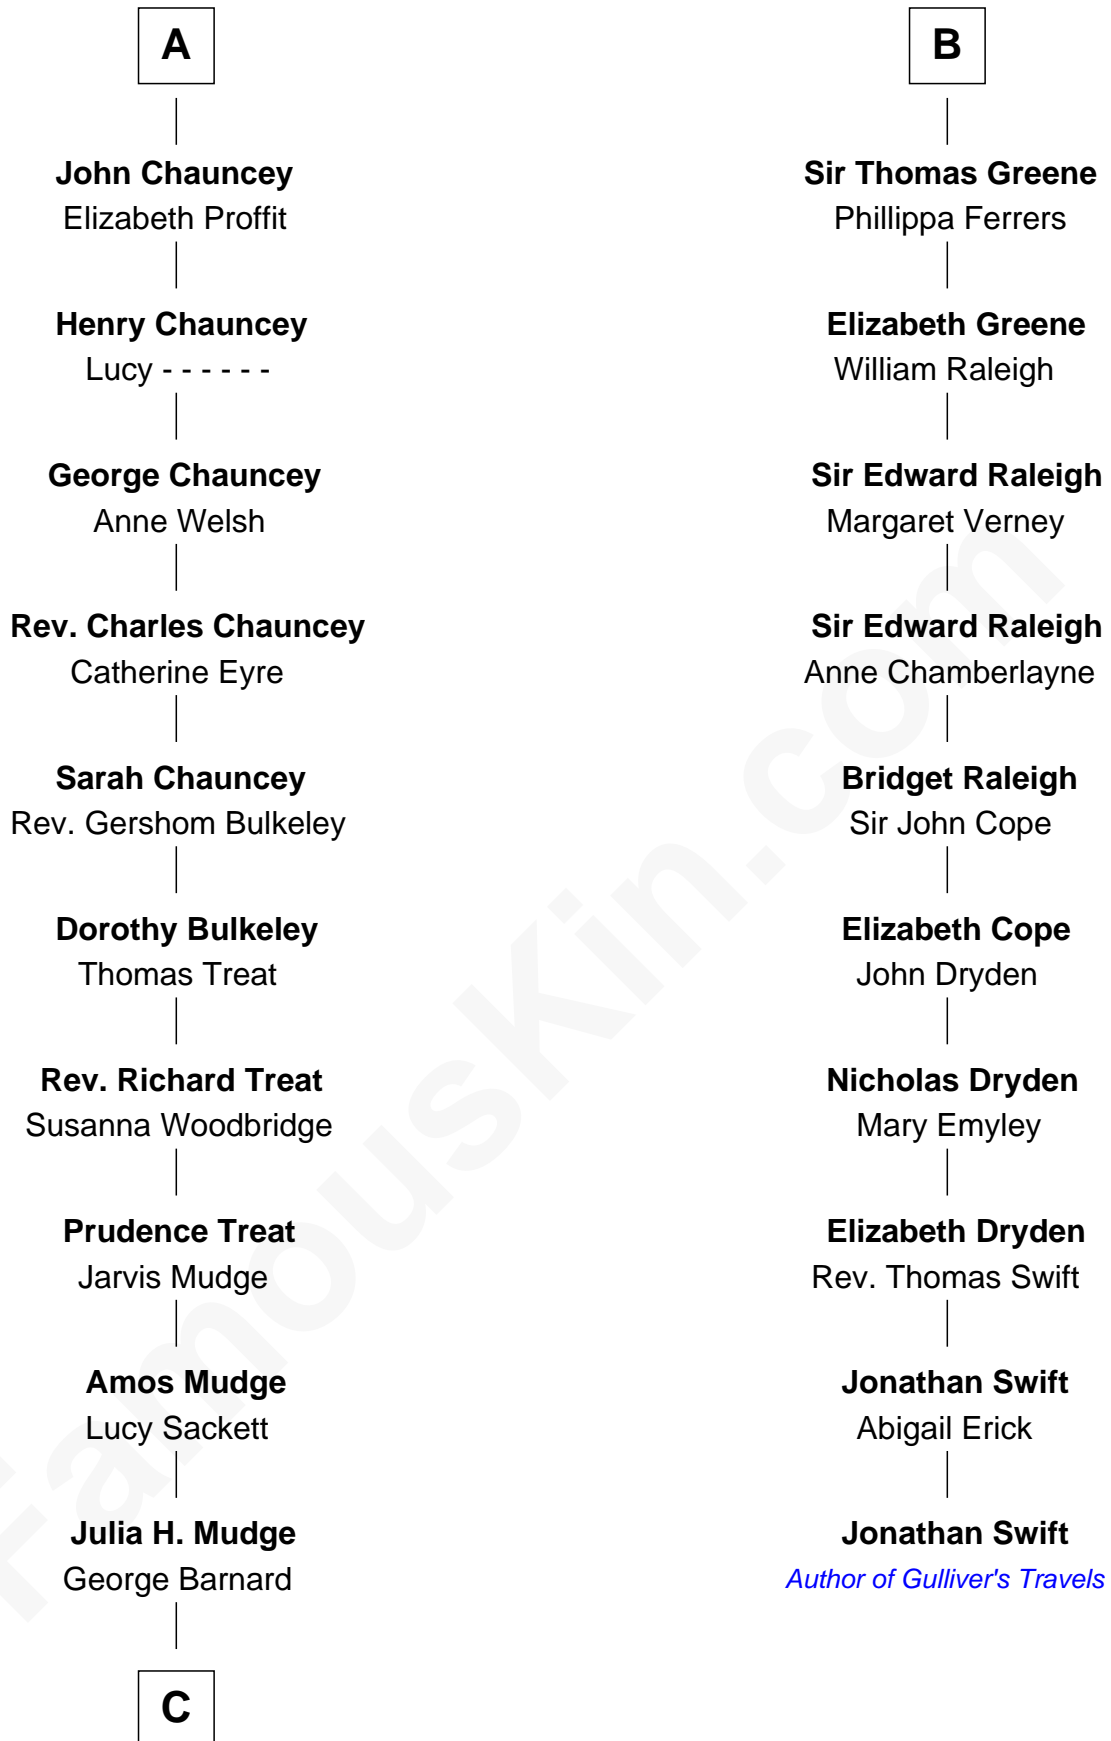 A
John Chauncey
Elizabeth Proffit
Henry Chauncey
Lucy - - - - - -
George Chauncey
Anne Welsh
Rev. Charles Chauncey
Catherine Eyre
Sarah Chauncey
Rev. Gershom Bulkeley
Dorothy Bulkeley
Thomas Treat
Rev. Richard Treat
Susanna Woodbridge
Prudence Treat
Jarvis Mudge
Amos Mudge
Lucy Sackett
Julia H. Mudge
George Barnard
C
B
Sir Thomas Greene
Phillippa Ferrers
Elizabeth Greene
William Raleigh
Sir Edward Raleigh
Margaret Verney
Sir Edward Raleigh
Anne Chamberlayne
Bridget Raleigh
Sir John Cope
Elizabeth Cope
John Dryden
Nicholas Dryden
Mary Emyley
Elizabeth Dryden
Rev. Thomas Swift
Jonathan Swift
Abigail Erick
Jonathan Swift
Author of Gulliver's Travels
FamousKin.com